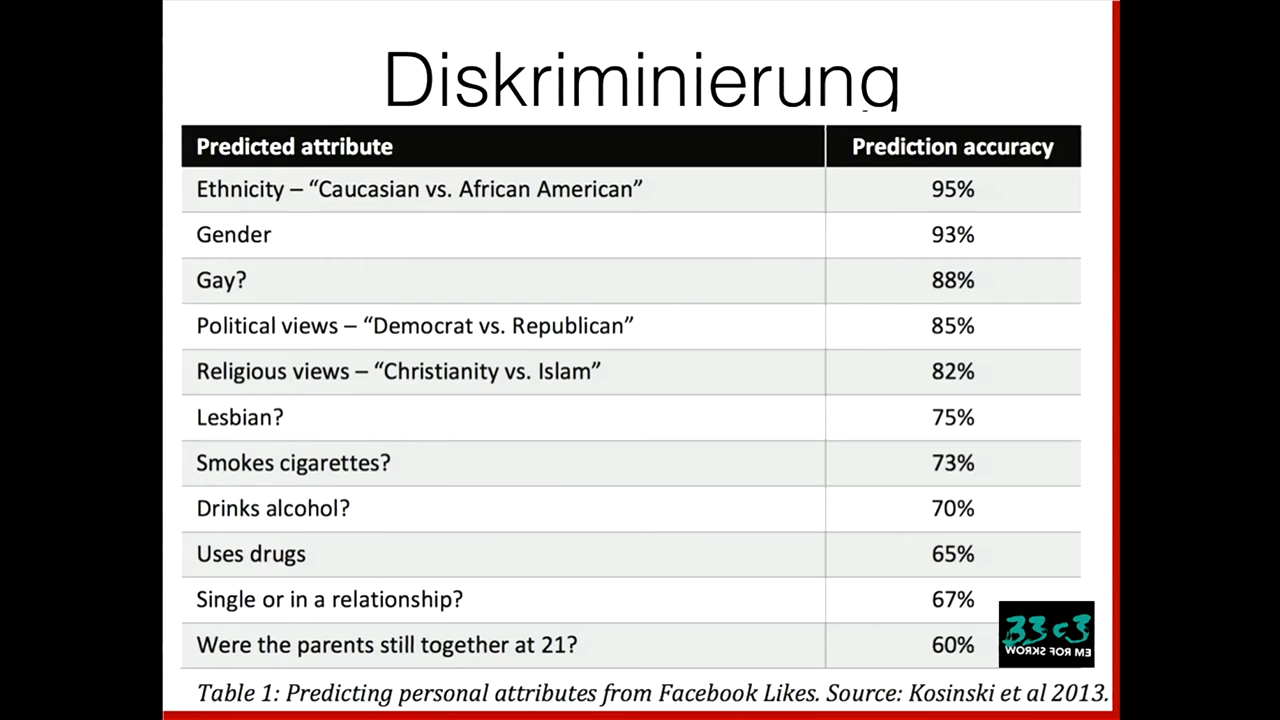 Diskriminierung
Predicted attribute Prediction accuracy
Ethnicity – “Caucasian vs. African American” 95%
Gender 93%
Gay? 88%
Political views – “Democrat vs. Republican” 85%
Religious views – “Christianity vs. Islam” 82%
Lesbian? 75%
Smokes cigarettes? 73%
Drinks alcohol? 70%
Uses drugs 65%
Single or in a relationship? 67%
Were the parents still together at 21? 60%
33c3
WORKS FOR ME
Table 1: Predicting personal attributes from Facebook Likes. Source: Kosinski et al 2013.